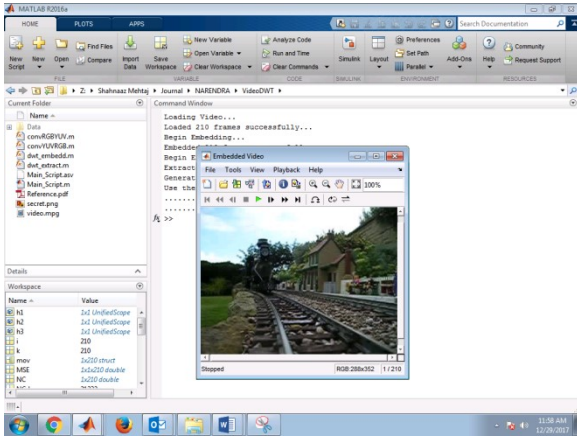 MATLAB R2016a
HOME PLOTS APPS
Search Documentation
New Script New Open Find Files Compare Import Data Save Workspace New Variable Open Variable Clear Workspace Analyze Code Run and Time Clear Commands Simulink Layout Preferences Set Path Parallel Add-Ons Help Community Request Support
FILE VARIABLE CODE SIMULINK ENVIRONMENT RESOURCES
Z: Shahnaaz Mehtaj Journal NARENDRA VideoDWT
Current Folder
Name
Data
convRGBYUV.m
convYUVRGB.m
dwt_embedd.m
dwt_extract.m
Main_Script.asv
Main_Script.m
Reference.pdf
secret.png
video.mpg
Details
Workspace
Name Value
h1 1x1 UnifiedScope
h2 1x1 UnifiedScope
h3 1x1 UnifiedScope
i 210
k 210
mov 1x210 struct
MSE 1x1x210 double
NC 1x210 double
Command Window
Loading Video...
Loaded 210 frames successfully...
Begin Embedding...
Embedded
Begin E
Extract
Generat
Use the
........
........
fx >>
Embedded Video
File Tools View Playback Help
100%
Stopped RGB:288x352 1 / 210
11:58 AM
12/29/2017